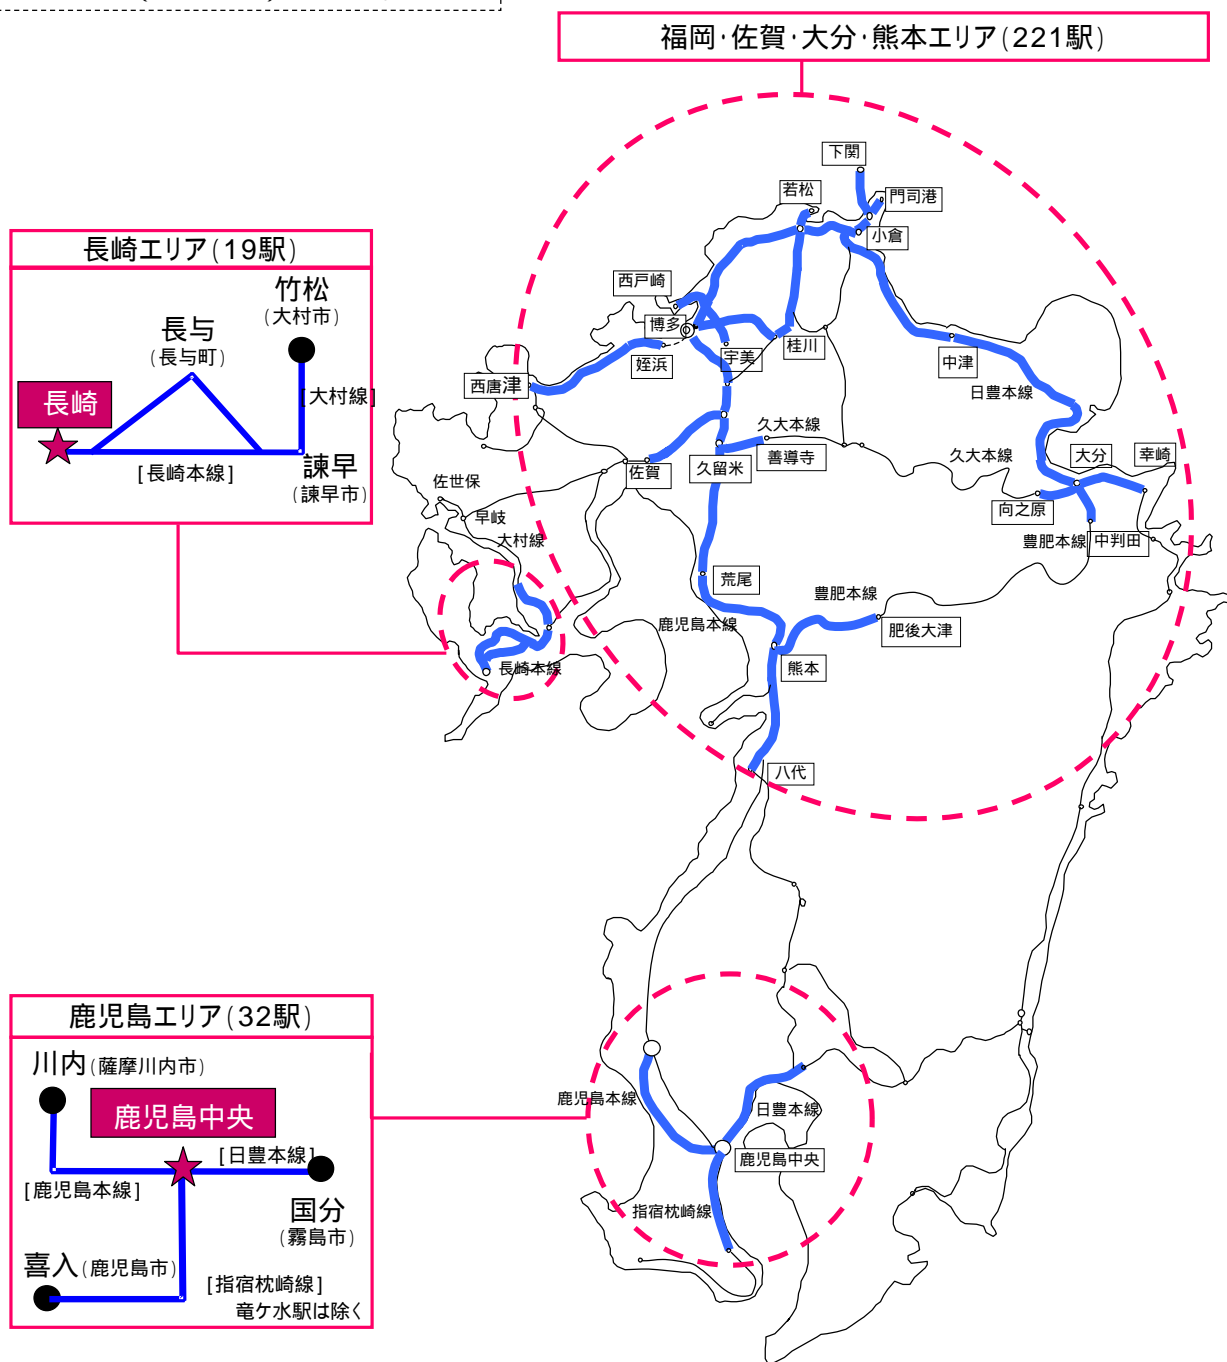 福岡・佐賀・大分・熊本エリア(221駅)
下関
若松
門司港
小倉
西戸崎
博多
宇美
桂川
姪浜
西唐津
中津
日豊本線
久大本線
善導寺
久留米
佐賀
久大本線
大分
幸崎
向之原
豊肥本線
中判田
佐世保
早岐
大村線
荒尾
豊肥本線
鹿児島本線
肥後大津
熊本
長崎本線
八代
長崎エリア(19駅)
竹松
(大村市)
長与
(長与町)
長崎
[大村線]
[長崎本線]
諫早
(諫早市)
鹿児島エリア(32駅)
川内(薩摩川内市)
鹿児島中央
[日豊本線]
[鹿児島本線]
国分
(霧島市)
喜入(鹿児島市)
[指宿枕崎線]
竜ケ水駅は除く
鹿児島本線
日豊本線
鹿児島中央
指宿枕崎線